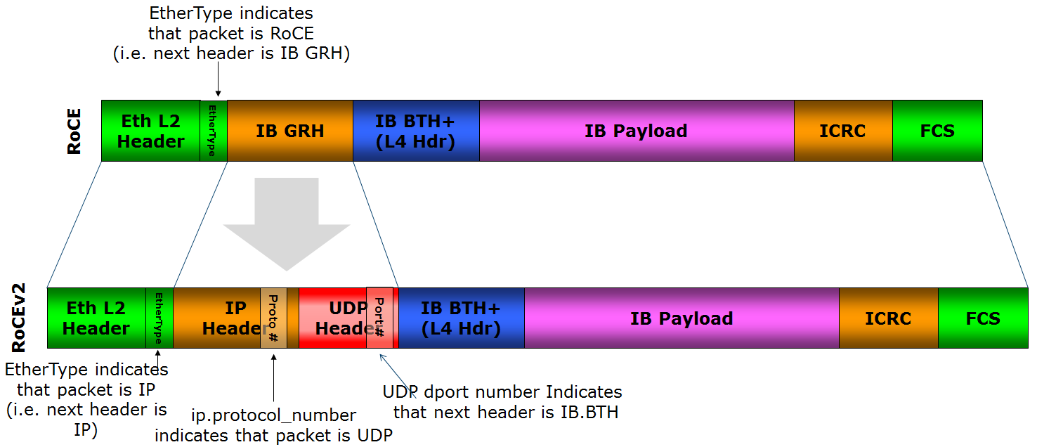 EtherType indicates
that packet is RoCE
(i.e. next header is IB GRH)
RoCE
Eth L2
Header
EtherType
IB GRH
IB BTH+
(L4 Hdr)
IB Payload
ICRC
FCS
RoCEv2
Eth L2
Header
EtherType
IP
Header
Proto #
UDP
Header
Port #
IB BTH+
(L4 Hdr)
IB Payload
ICRC
FCS
EtherType indicates
that packet is IP
(i.e. next header is
IP)
ip.protocol_number
indicates that packet is UDP
UDP dport number Indicates
that next header is IB.BTH